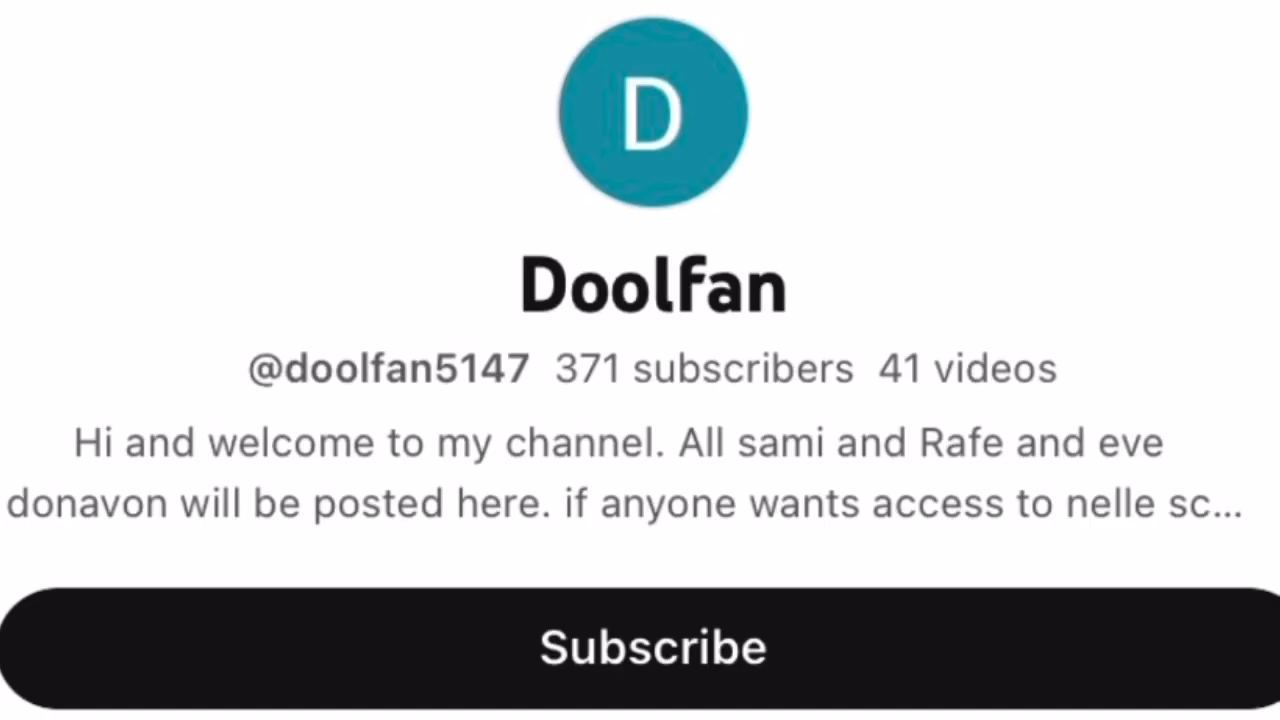 D
Doolfan
@doolfan5147 371 subscribers 41 videos
Hi and welcome to my channel. All sami and Rafe and eve
donavon will be posted here. if anyone wants access to nelle sc...
Subscribe